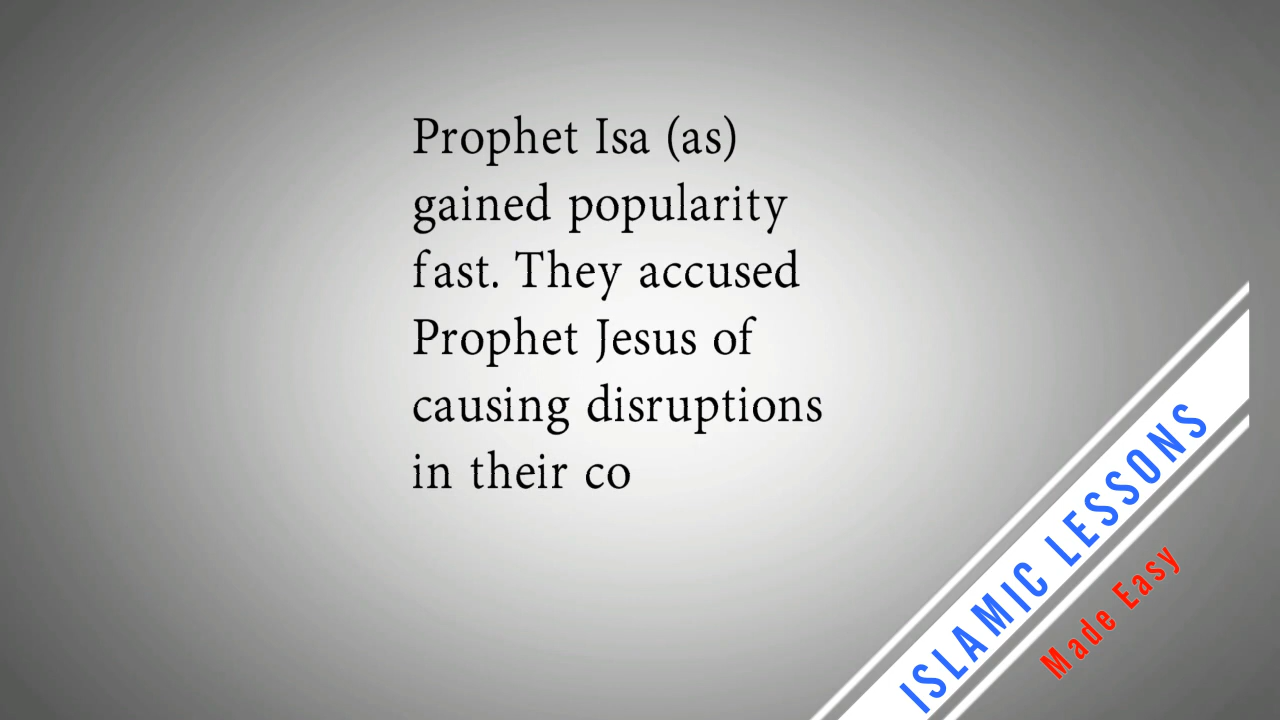 Prophet Isa (as)
gained popularity
fast. They accused
Prophet Jesus of
causing disruptions
in their co
ISLAMIC LESSONS
Made Easy